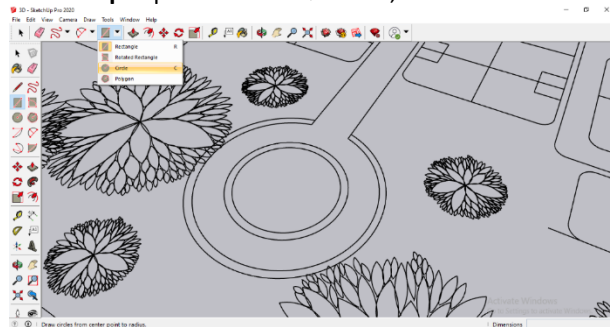 3D - SketchUp Pro 2020
File Edit View Camera Draw Tools Window Help
Rectangle R
Rotated Rectangle
Circle C
Polygon
Activate Windows
Draw circles from center point to radius.
Dimensions